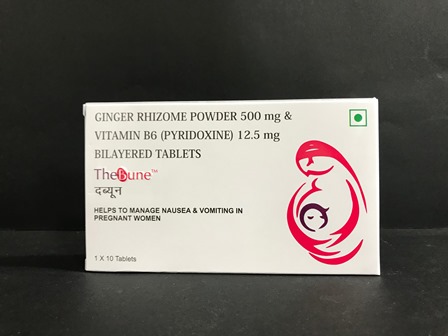 GINGER RHIZOME POWDER 500 mg &
VITAMIN B6 (PYRIDOXINE) 12.5 mg
BILAYERED TABLETS
TheBune™
दब्यून
HELPS TO MANAGE NAUSEA & VOMITING IN
PREGNANT WOMEN
1 X 10 Tablets